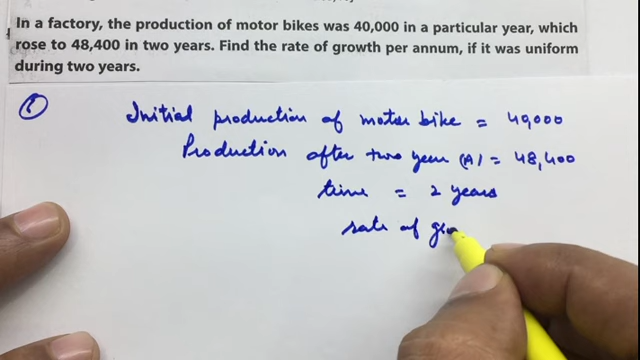 In a factory, the production of motor bikes was 40,000 in a particular year, which
rose to 48,400 in two years. Find the rate of growth per annum, if it was uniform
during two years.
Initial production of motor bike = 40,000
Production after two year (A) = 48,400
time = 2 years
rate of